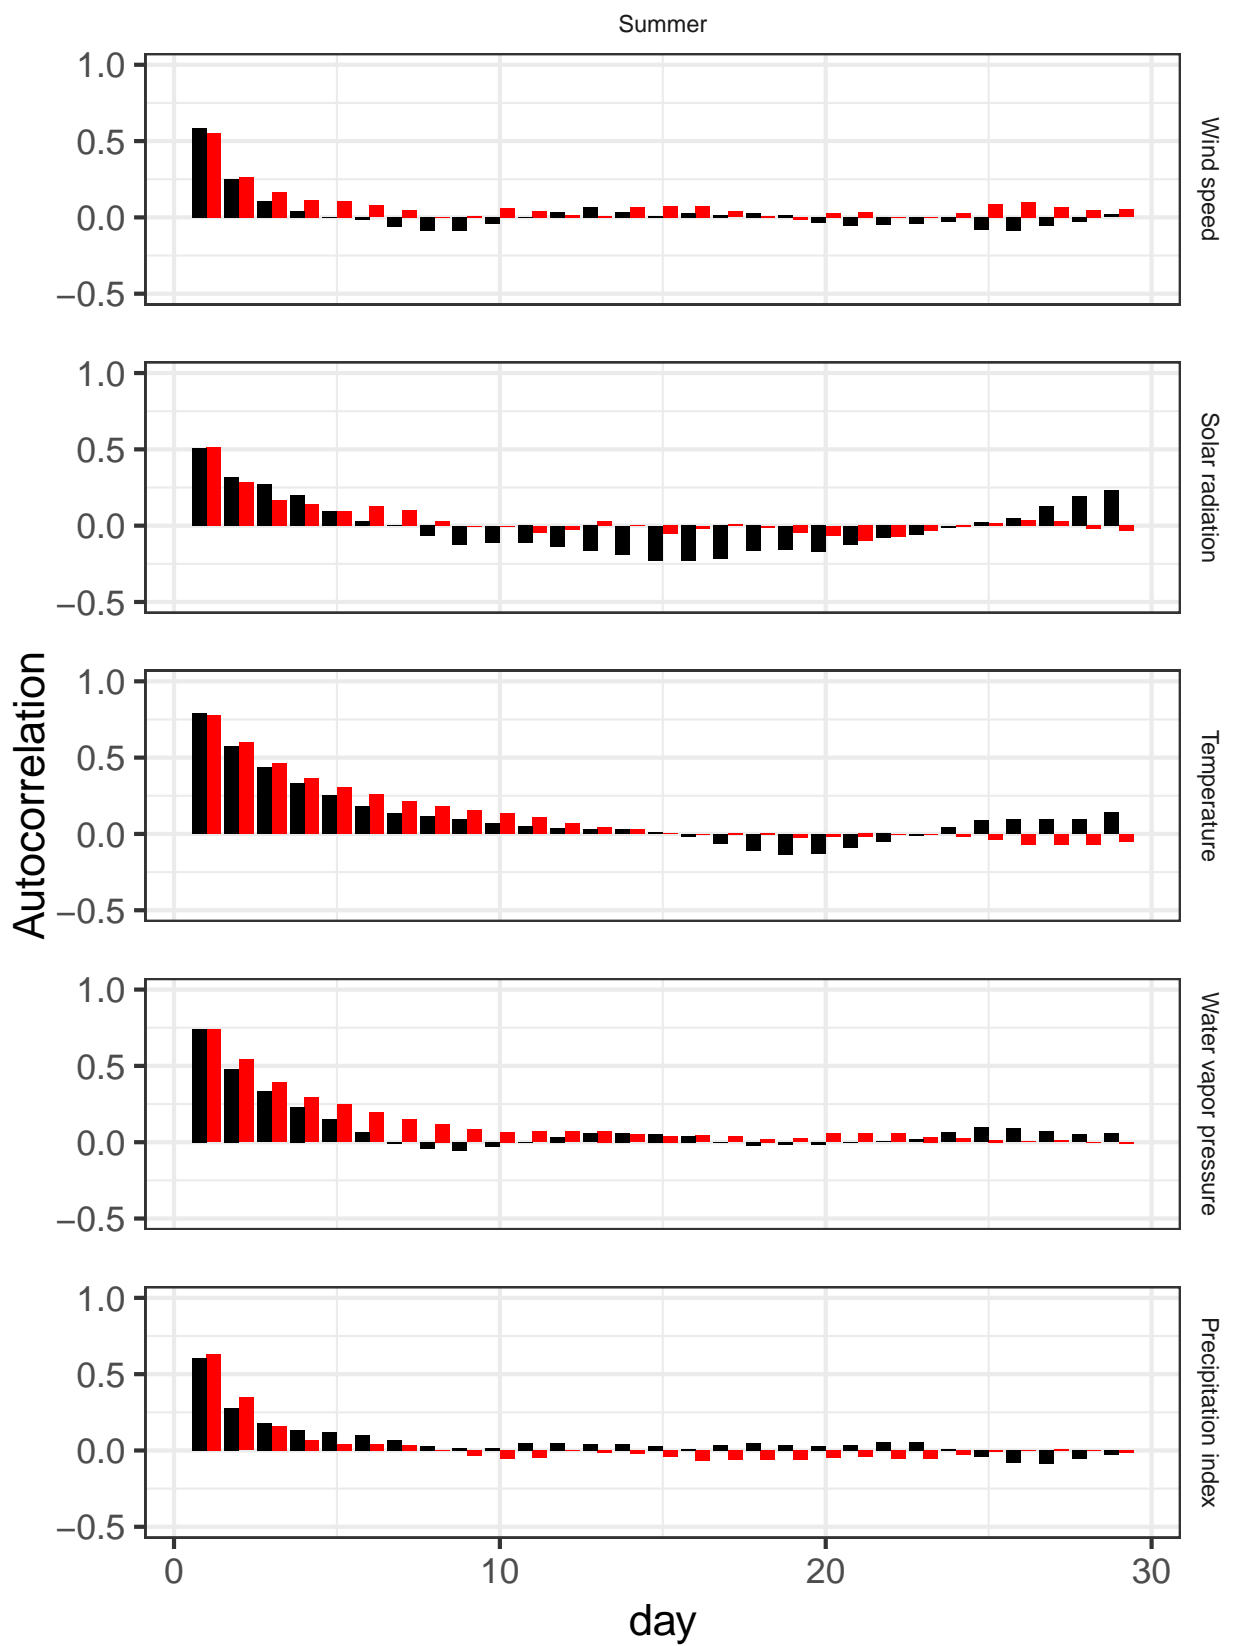 Summer
1.0
0.5
0.0
−0.5
Wind speed
1.0
0.5
0.0
−0.5
Solar radiation
1.0
0.5
0.0
−0.5
Temperature
1.0
0.5
0.0
−0.5
Water vapor pressure
1.0
0.5
0.0
−0.5
Precipitation index
Autocorrelation
0 10 20 30
day